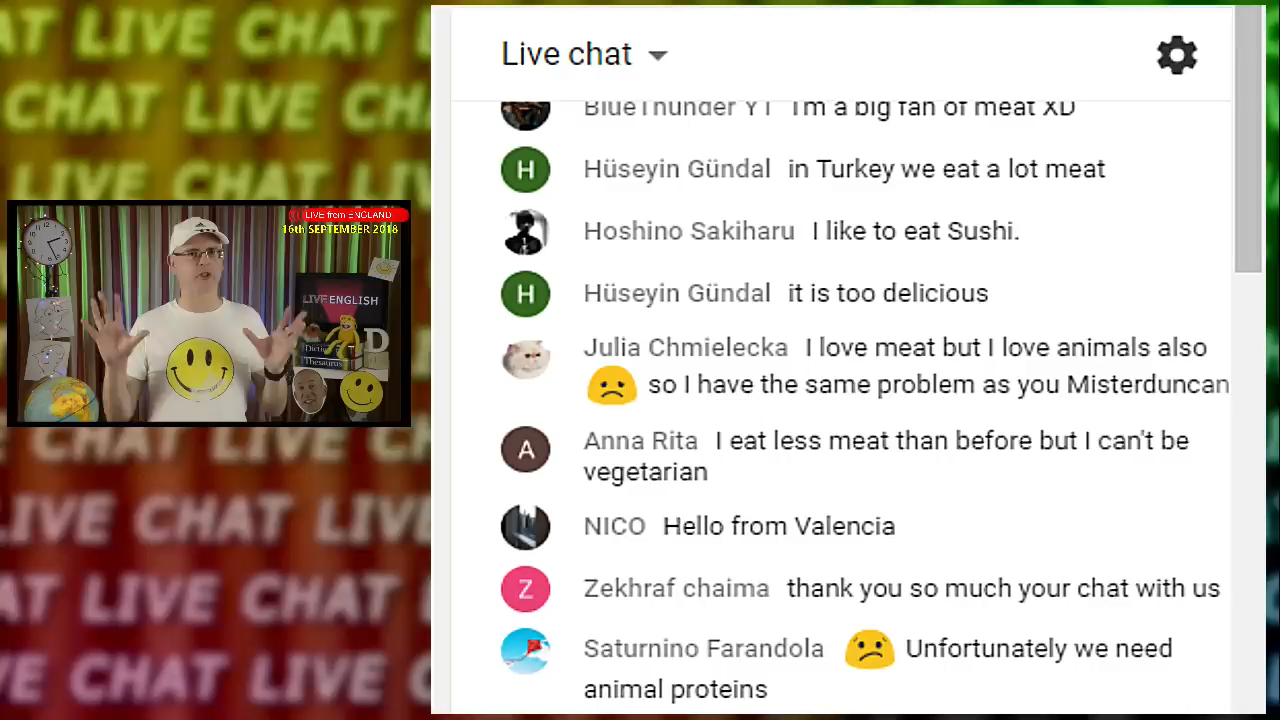 AT LIVE CHAT
CHAT LIVE
LIVE CHAT LIVE
LIVE from ENGLAND
16th SEPTEMBER 2018
LIVE ENGLISH
D
Thesaurus
LIVE CHAT LIVE
AT LIVE CHAT
LIVE CHAT LIVE
Live chat
BlueThunder YT I'm a big fan of meat XD
H Hüseyin Gündal in Turkey we eat a lot meat
Hoshino Sakiharu I like to eat Sushi.
H Hüseyin Gündal it is too delicious
Julia Chmielecka I love meat but I love animals also
so I have the same problem as you Misterduncan
A Anna Rita I eat less meat than before but I can't be
vegetarian
NICO Hello from Valencia
Z Zekhraf chaima thank you so much your chat with us
Saturnino Farandola Unfortunately we need
animal proteins